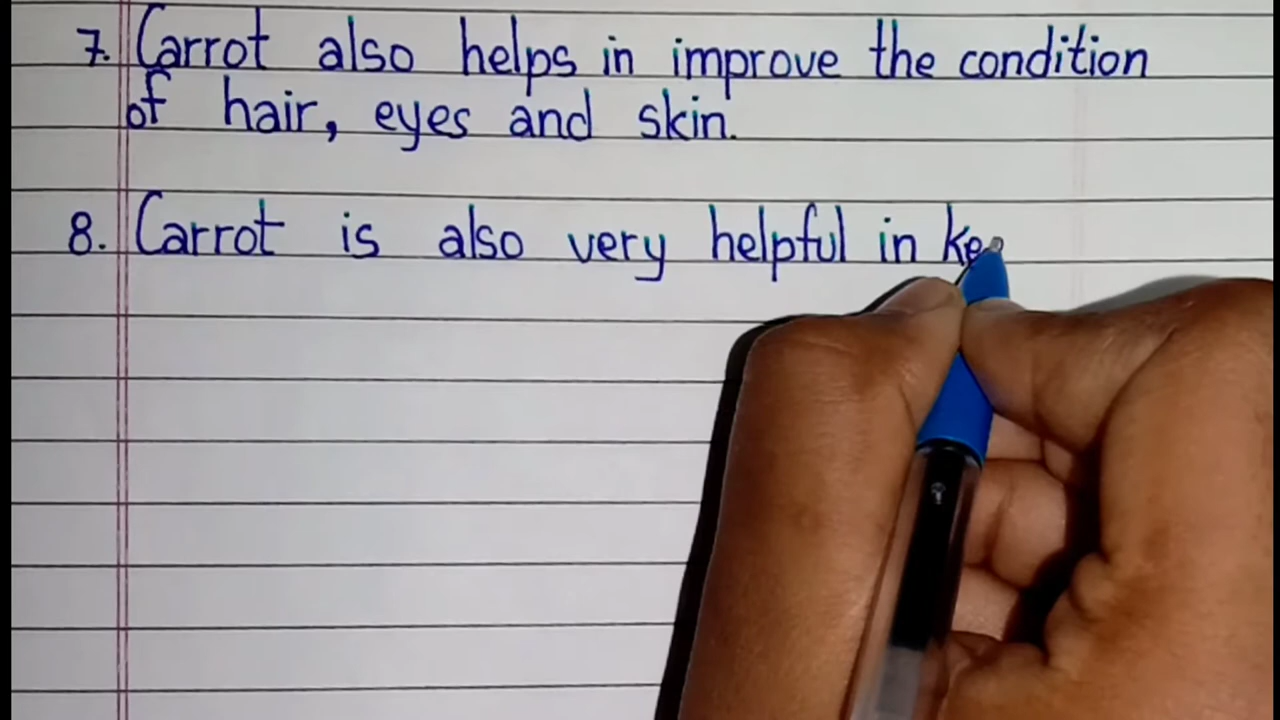 7. Carrot also helps in improve the condition
of hair, eyes and skin.
8. Carrot is also very helpful in ke